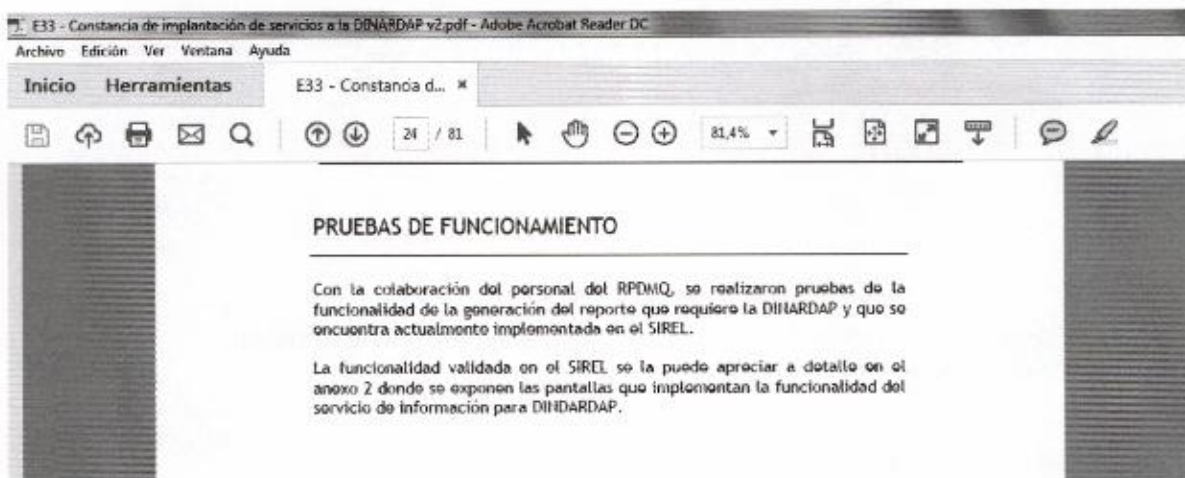 E33 - Constancia de implantación de servicios a la DINARDAP v2.pdf - Adobe Acrobat Reader DC
Archivo Edición Ver Ventana Ayuda
Inicio Herramientas E33 - Constancia d... ×
24 / 81 81,4%
PRUEBAS DE FUNCIONAMIENTO
Con la colaboración del personal del RPDMQ, se realizaron pruebas de la
funcionalidad de la generación del reporte que requiere la DINARDAP y que se
encuentra actualmente implementada en el SIREL.
La funcionalidad validada en el SIREL se la puede apreciar a detalle en el
anexo 2 donde se exponen las pantallas que implementan la funcionalidad del
servicio de información para DINDARDAP.